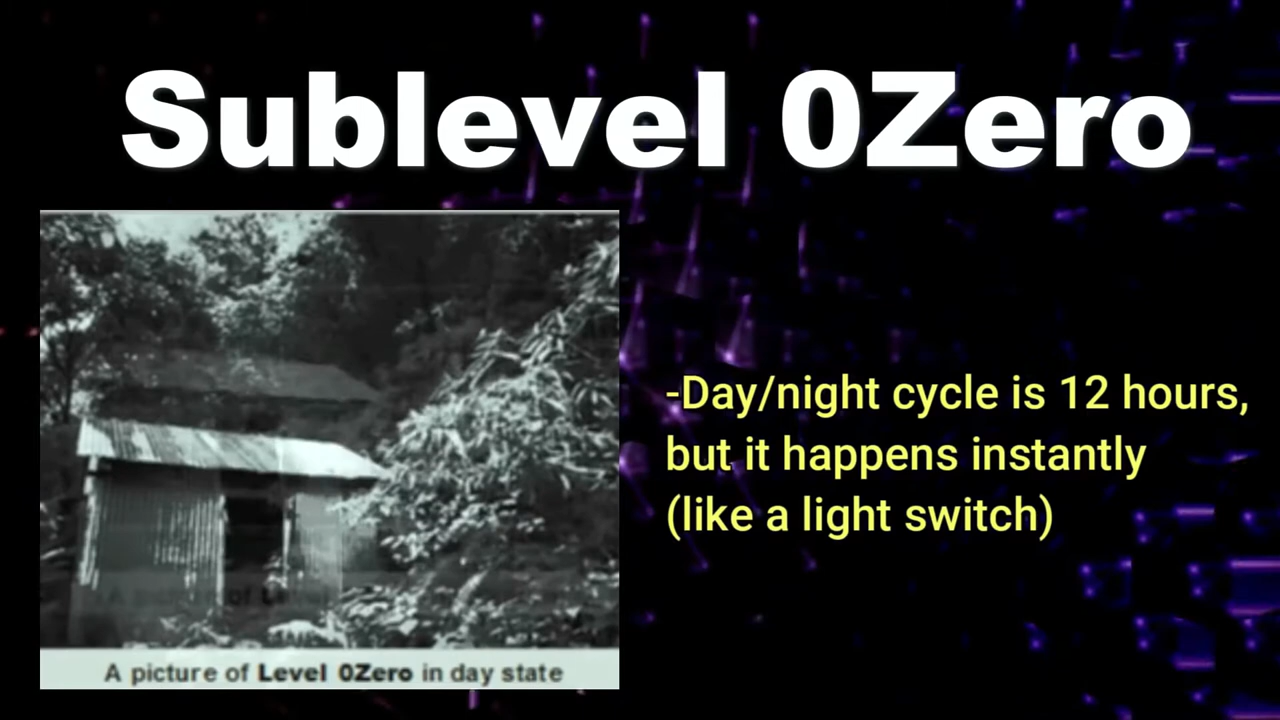 Sublevel 0Zero
-Day/night cycle is 12 hours,
but it happens instantly
(like a light switch)
A picture of Level 0Zero in day state